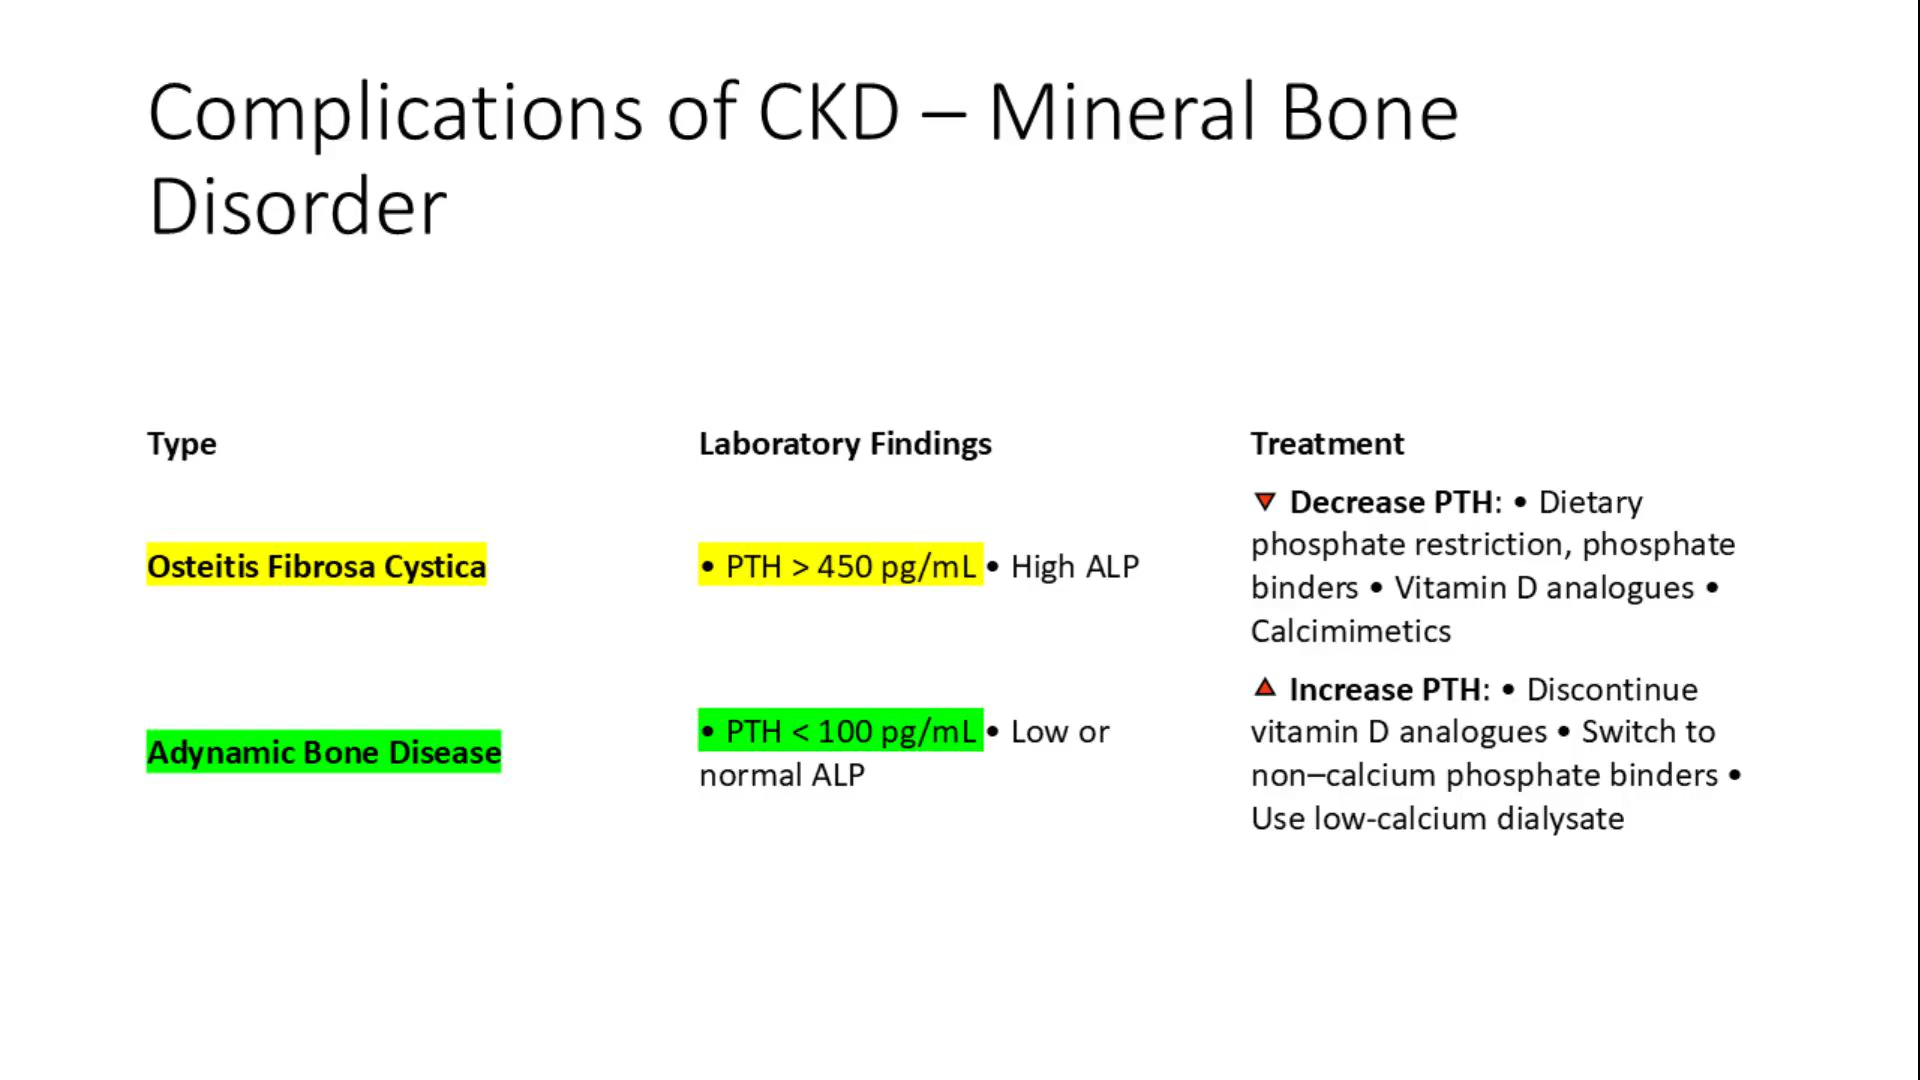 Complications of CKD – Mineral Bone
Disorder
Type
Laboratory Findings
Treatment
Osteitis Fibrosa Cystica
• PTH > 450 pg/mL • High ALP
🔻 Decrease PTH: • Dietary
phosphate restriction, phosphate
binders • Vitamin D analogues •
Calcimimetics
Adynamic Bone Disease
• PTH < 100 pg/mL • Low or
normal ALP
🔺 Increase PTH: • Discontinue
vitamin D analogues • Switch to
non–calcium phosphate binders •
Use low-calcium dialysate